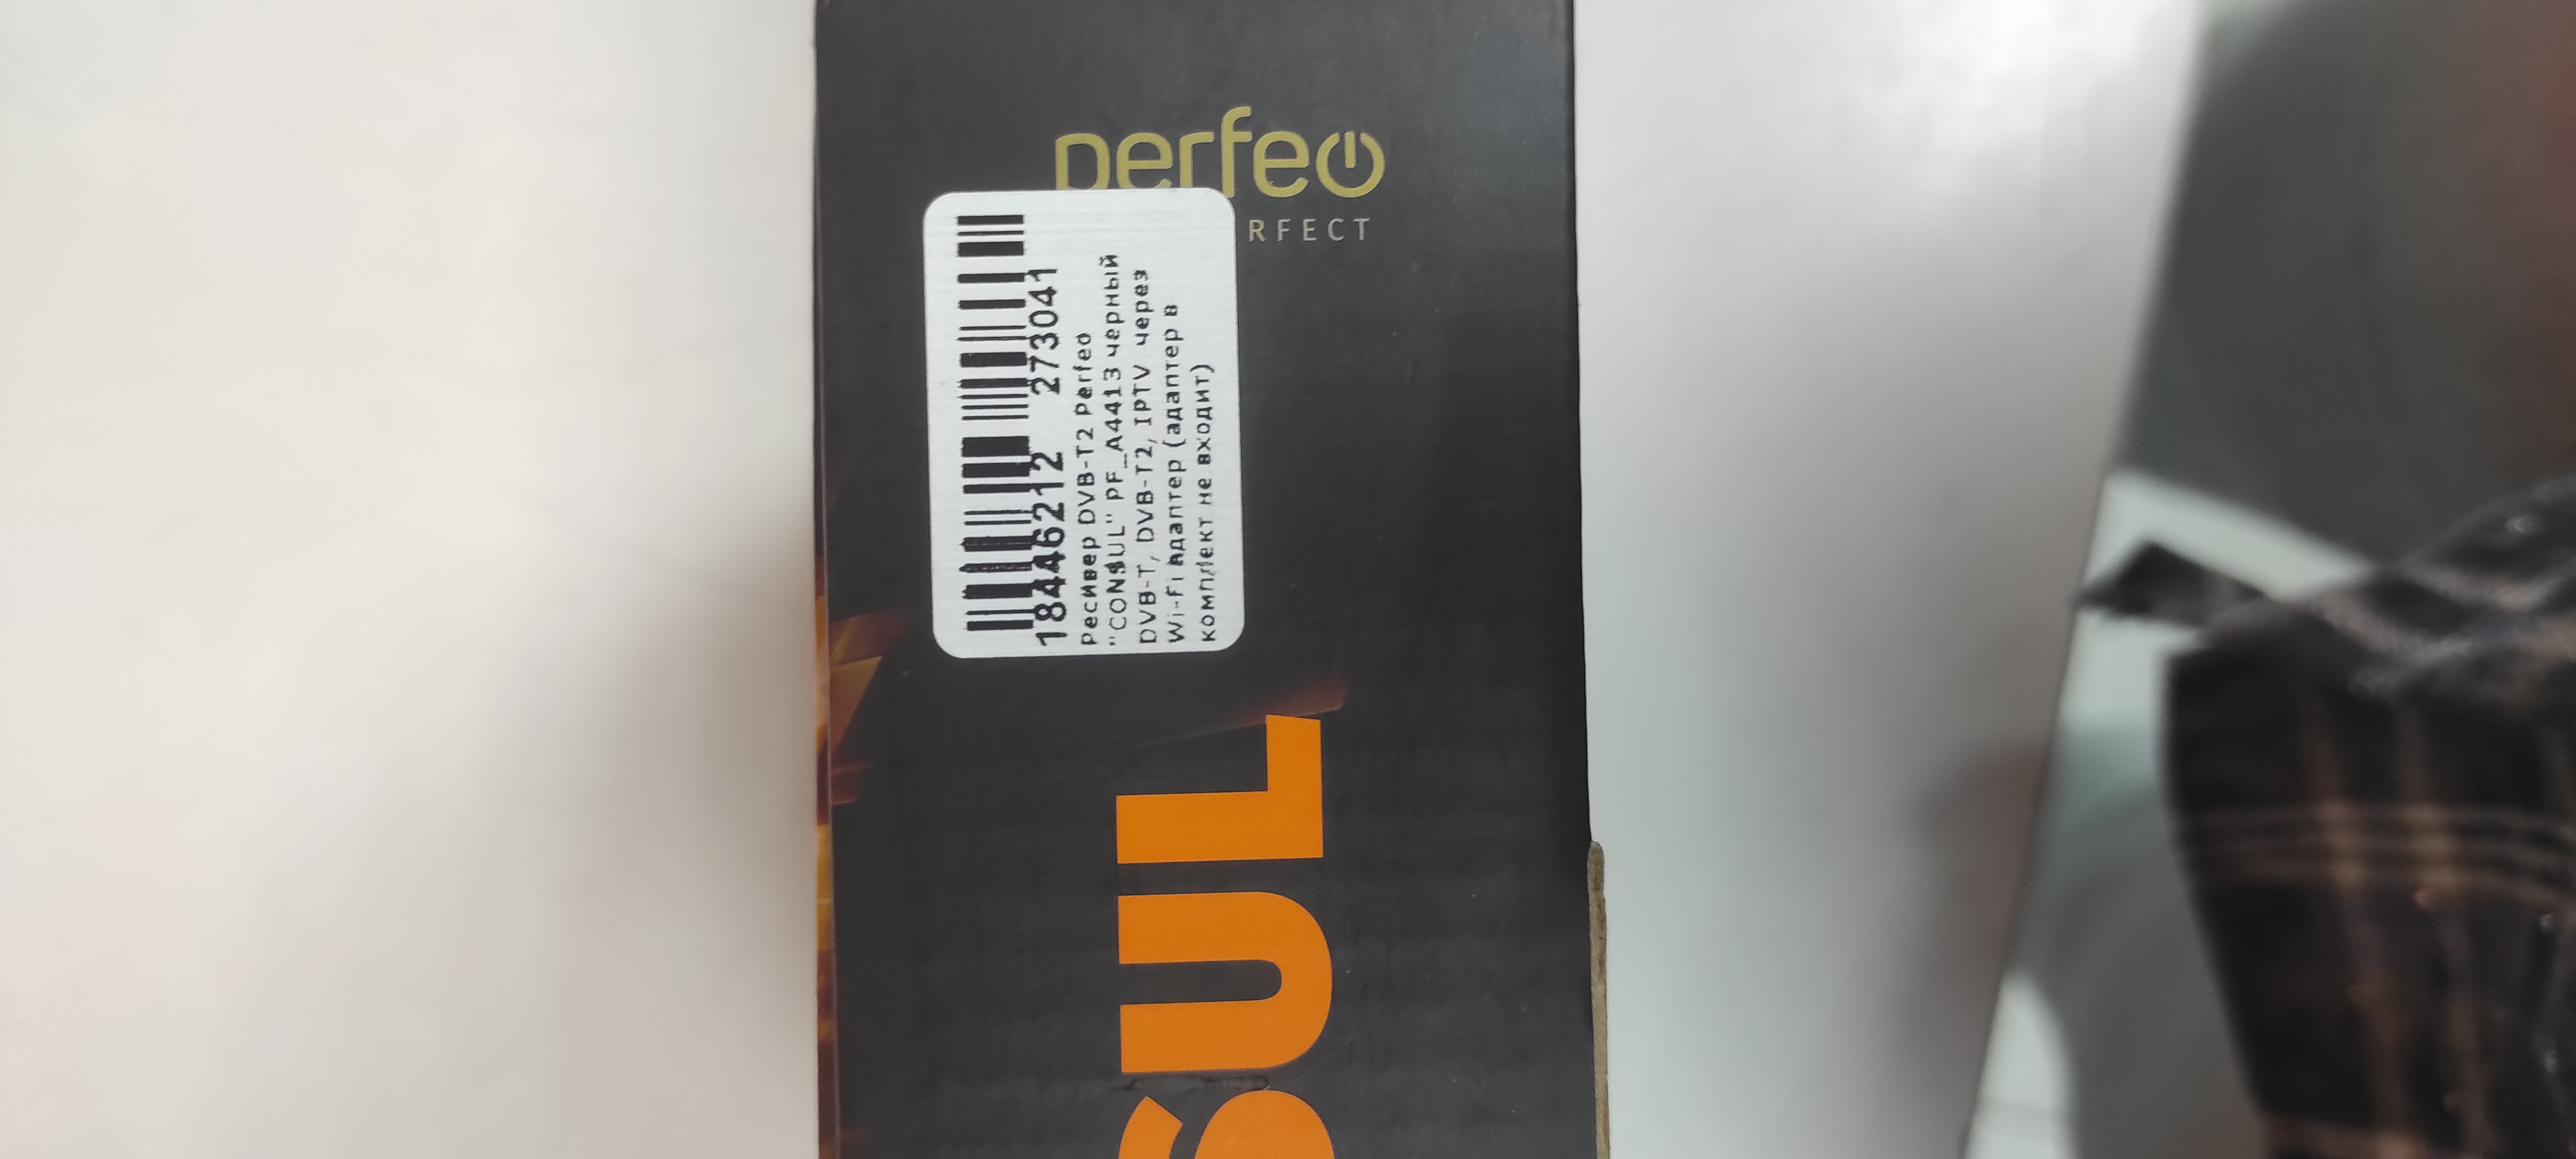 perfeo
RFECT
18446212 273041
Ресивер DVB-T2 Perfeo
"CONSUL" PF_A4413 черный
DVB-T, DVB-T2, IPTV через
Wi-Fi адаптер (адаптер в
комплект не входит)
SUL